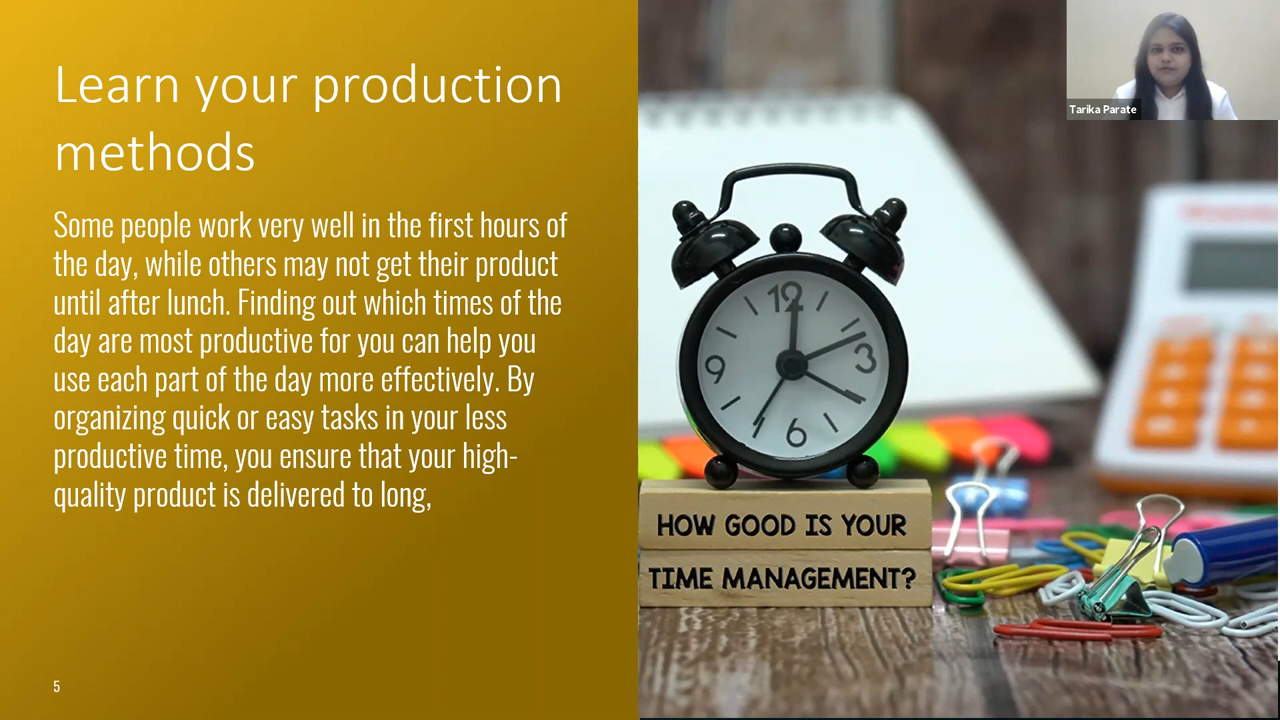 Learn your production
methods
Some people work very well in the first hours of
the day, while others may not get their product
until after lunch. Finding out which times of the
day are most productive for you can help you
use each part of the day more effectively. By
organizing quick or easy tasks in your less
productive time, you ensure that your high-
quality product is delivered to long,
5
Tarika Parate
12
3
9
6
HOW GOOD IS YOUR
TIME MANAGEMENT?